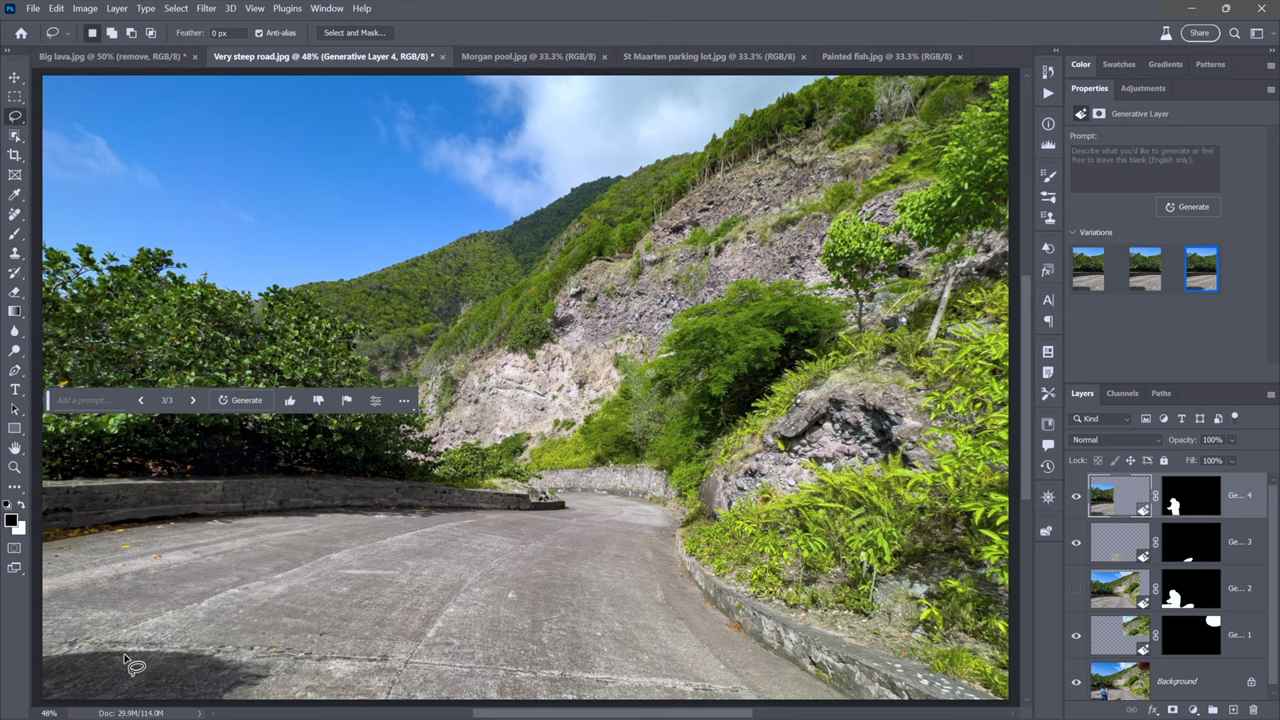 Ps File Edit Image Layer Type Select Filter 3D View Plugins Window Help
Feather: 0 px Anti-alias Select and Mask... Share
Big lava.jpg @ 50% (remove, RGB/8) * × Very steep road.jpg @ 48% (Generative Layer 4, RGB/8) * × Morgan pool.jpg @ 33.3% (RGB/8) × St Maarten parking lot.jpg @ 33.3% (RGB/8) × Painted fish.jpg @ 33.3% (RGB/8) ×
Color Swatches Gradients Patterns
Properties Adjustments
Generative Layer
Prompt:
Describe what you'd like to generate or feel
free to leave this blank (English only).
Generate
Variations
Add a prompt... 3/3 Generate
Layers Channels Paths
Kind
Normal Opacity: 100%
Lock: Fill: 100%
Ge... 4
Ge... 3
Ge... 2
Ge... 1
Background
48% Doc: 29.9M/114.0M